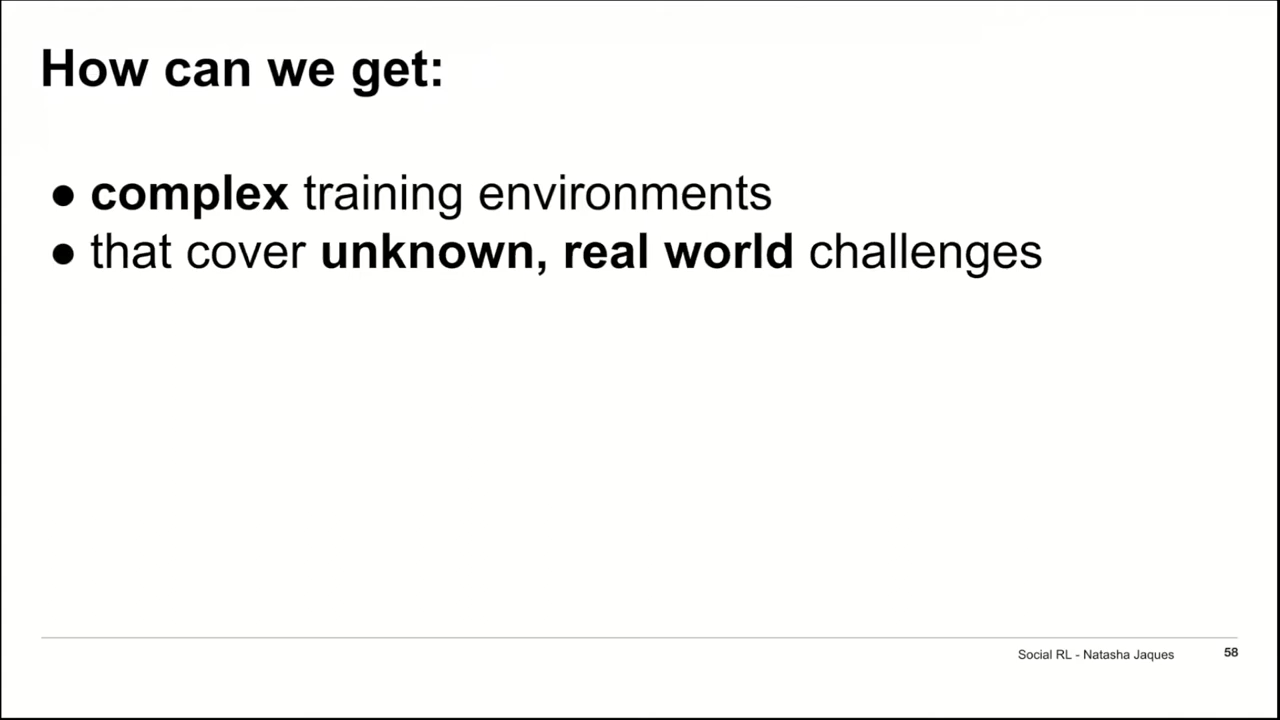 How can we get:
● complex training environments
● that cover unknown, real world challenges
Social RL - Natasha Jaques 58